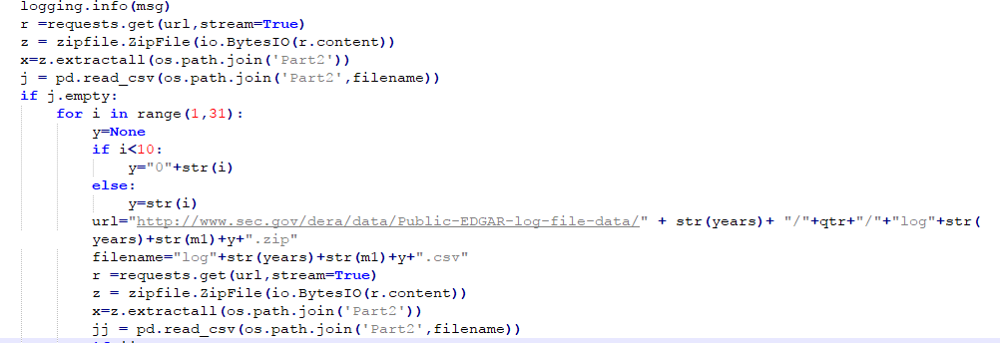 logging.info(msg)
r =requests.get(url,stream=True)
z = zipfile.ZipFile(io.BytesIO(r.content))
x=z.extractall(os.path.join('Part2'))
j = pd.read_csv(os.path.join('Part2',filename))
if j.empty:
    for i in range(1,31):
        y=None
        if i<10:
            y="0"+str(i)
        else:
            y=str(i)
        url="http://www.sec.gov/dera/data/Public-EDGAR-log-file-data/" + str(years)+ "/"+qtr+"/"+"log"+str(
        years)+str(m1)+y+".zip"
        filename="log"+str(years)+str(m1)+y+".csv"
        r =requests.get(url,stream=True)
        z = zipfile.ZipFile(io.BytesIO(r.content))
        x=z.extractall(os.path.join('Part2'))
        jj = pd.read_csv(os.path.join('Part2',filename))